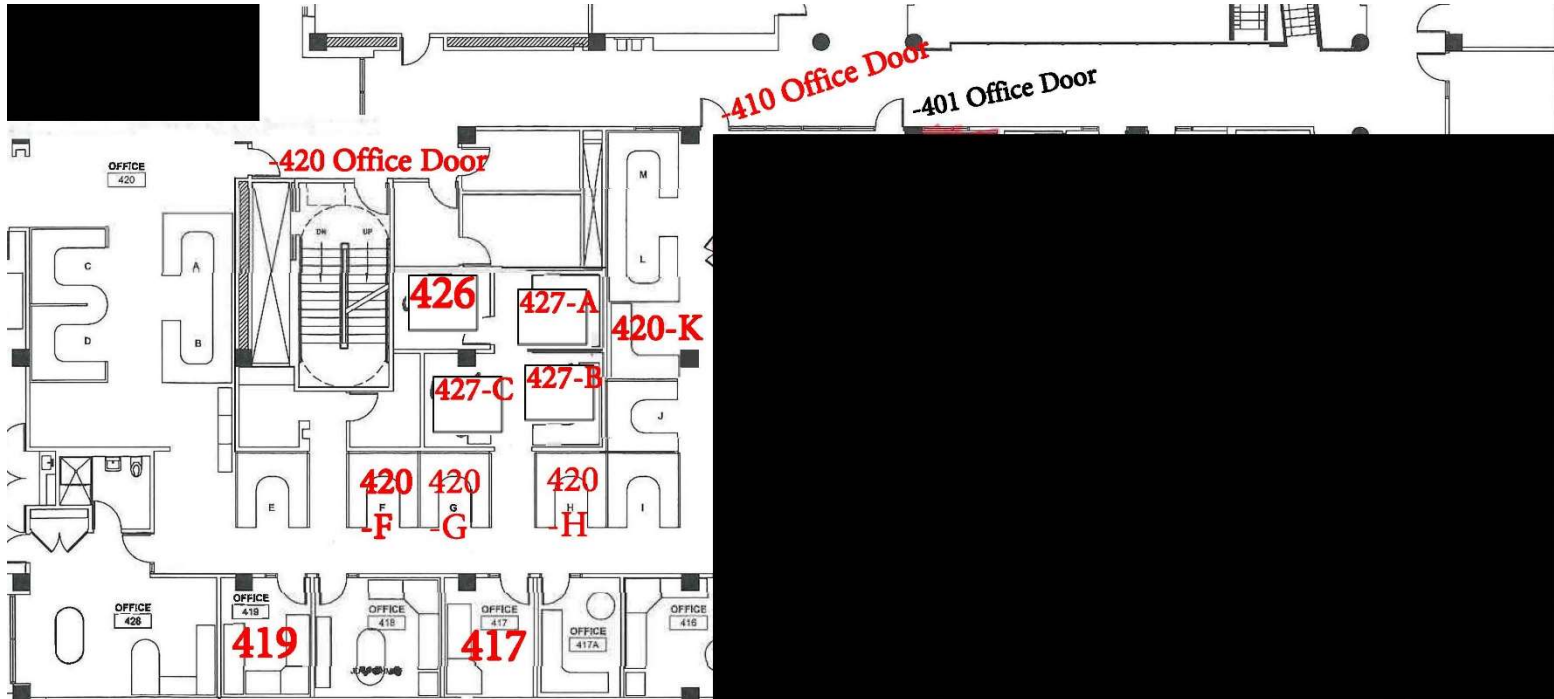 -410 Office Door
-401 Office Door
-420 Office Door
OFFICE
420
M
C
A
DN
UP
L
426
427-A
420-K
D
B
427-C
427-B
J
420
-F
F
420
-G
G
420
-H
H
E
I
OFFICE
428
OFFICE
419
419
OFFICE
418
OFFICE
417
417
OFFICE
417A
OFFICE
416